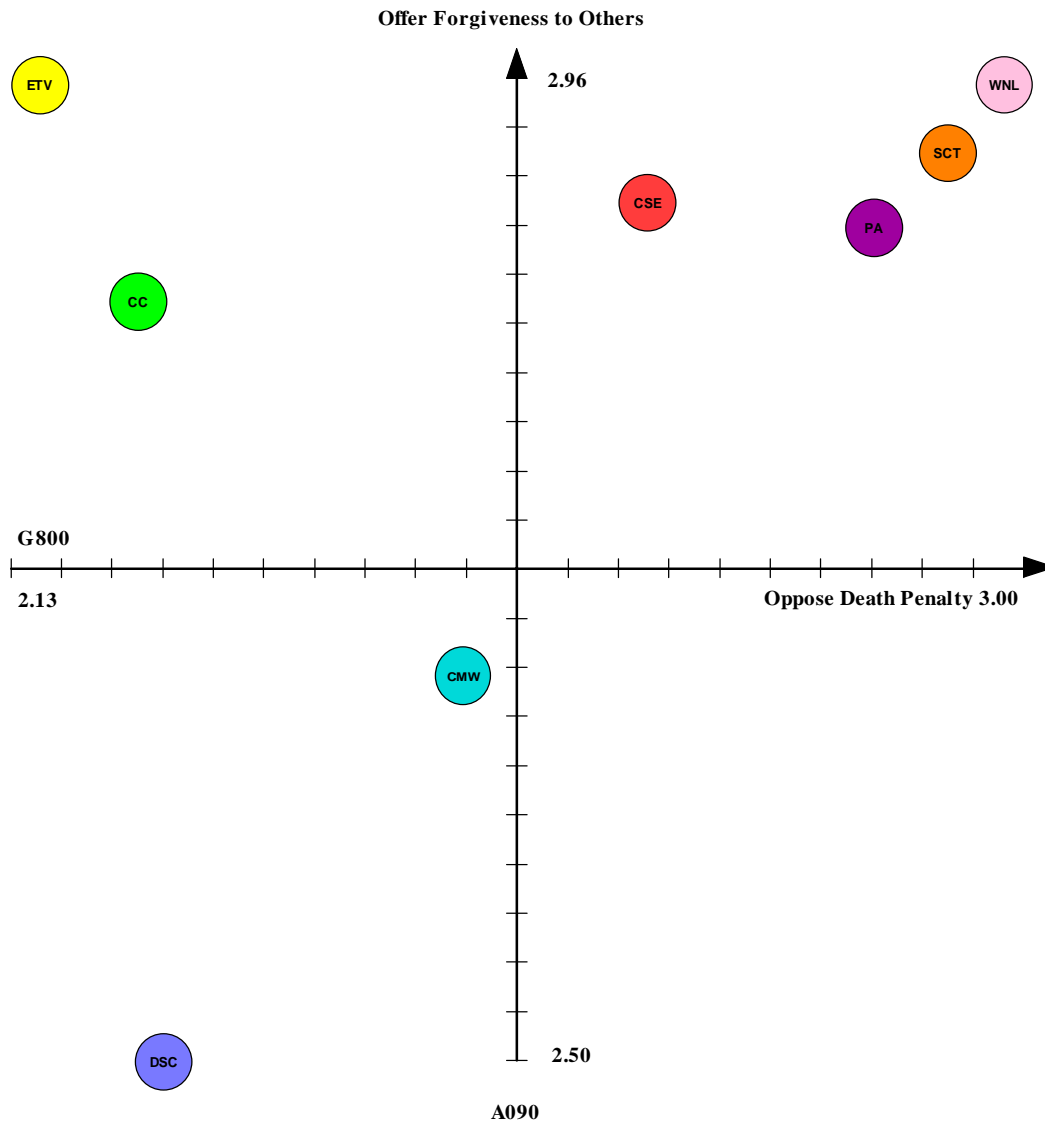 Offer Forgiveness to Others
2.96
ETV
WNL
SCT
CSE
PA
CC
G800
2.13
Oppose Death Penalty 3.00
CMW
2.50
DSC
A090